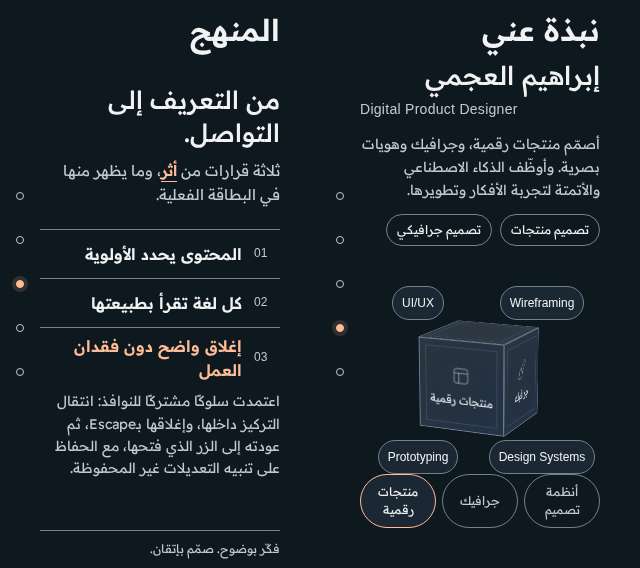 نبذة عني
إبراهيم العجمي
Digital Product Designer
أصمّم منتجات رقمية، وجرافيك وهويات
بصرية. وأوظّف الذكاء الاصطناعي
والأتمتة لتجربة الأفكار وتطويرها.
تصميم منتجات
تصميم جرافيكي
UI/UX
Wireframing
منتجات رقمية
Prototyping
Design Systems
أنظمة تصميم
جرافيك
منتجات رقمية
المنهج
من التعريف إلى
التواصل.
ثلاثة قرارات من أثر، وما يظهر منها
في البطاقة الفعلية.
01 المحتوى يحدد الأولوية
02 كل لغة تقرأ بطبيعتها
03 إغلاق واضح دون فقدان
العمل
اعتمدت سلوكًا مشتركًا للنوافذ: انتقال
التركيز داخلها، وإغلاقها بـEscape، ثم
عودته إلى الزر الذي فتحها، مع الحفاظ
على تنبيه التعديلات غير المحفوظة.
فكّر بوضوح. صمّم بإتقان.